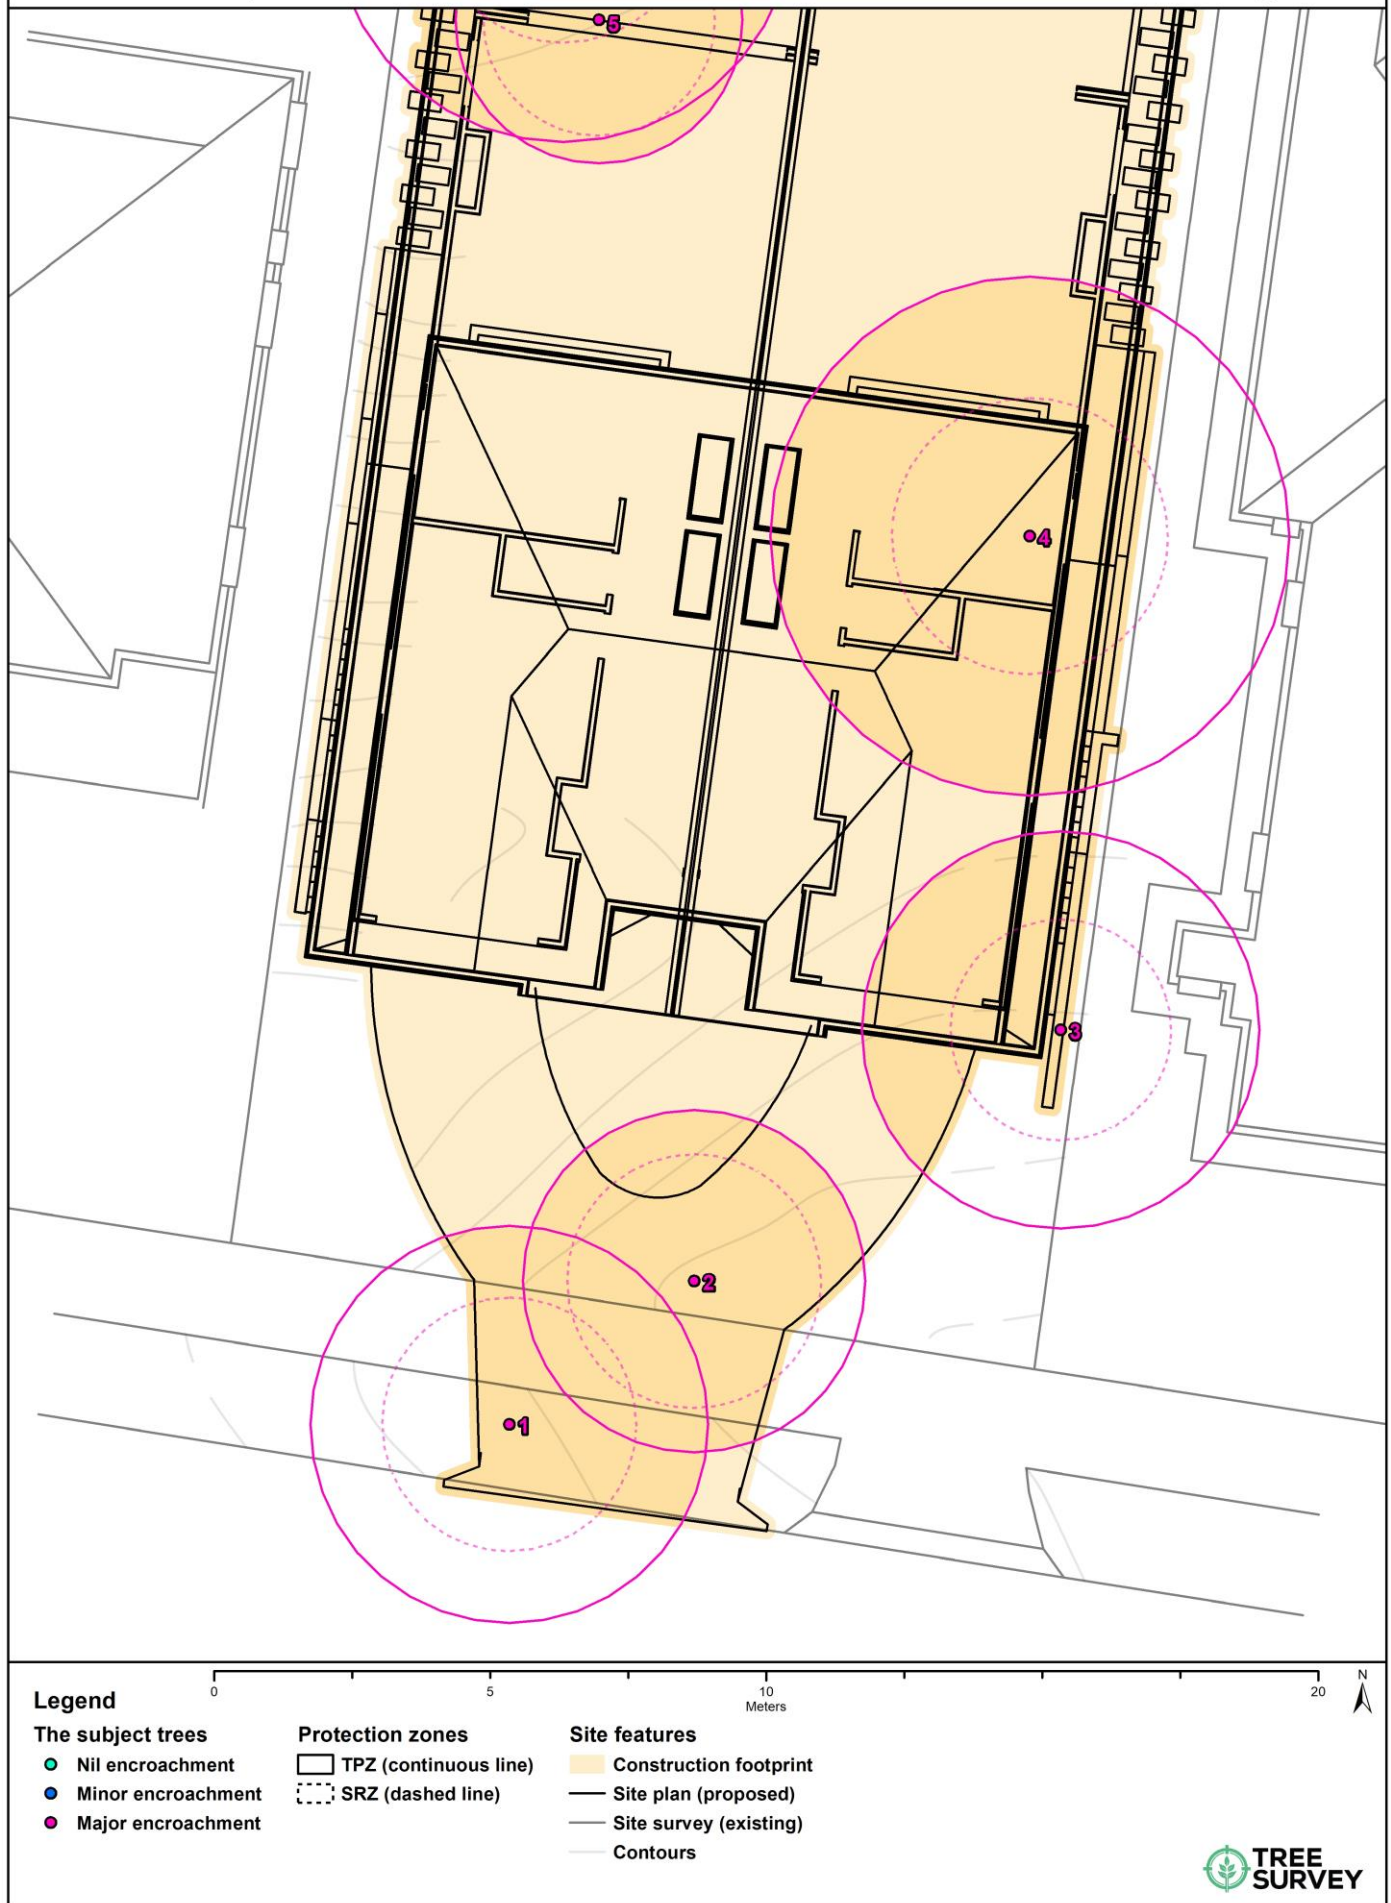 5
4
3
2
1
0 5 10 20
Meters
N
Legend
The subject trees
Nil encroachment
Minor encroachment
Major encroachment
Protection zones
TPZ (continuous line)
SRZ (dashed line)
Site features
Construction footprint
Site plan (proposed)
Site survey (existing)
Contours
TREE
SURVEY